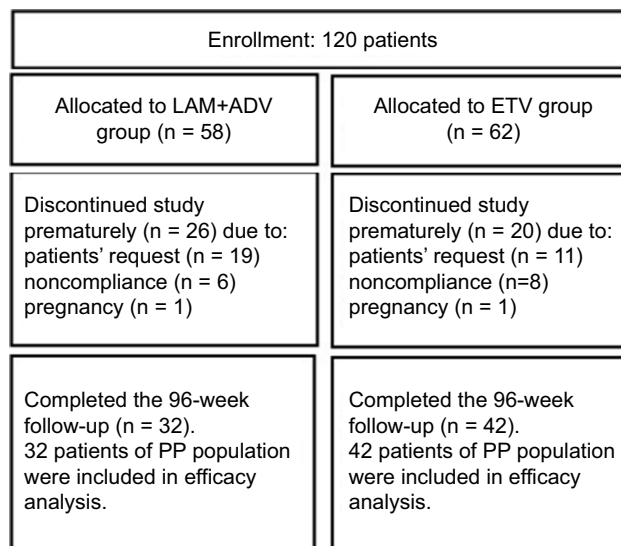 Enrollment: 120 patients
Allocated to LAM+ADV
group (n = 58)
Allocated to ETV group
(n = 62)
Discontinued study
prematurely (n = 26) due to:
patients' request (n = 19)
noncompliance (n = 6)
pregnancy (n = 1)
Discontinued study
prematurely (n = 20) due to:
patients' request (n = 11)
noncompliance (n=8)
pregnancy (n = 1)
Completed the 96-week
follow-up (n = 32).
32 patients of PP population
were included in efficacy
analysis.
Completed the 96-week
follow-up (n = 42).
42 patients of PP population
were included in efficacy
analysis.